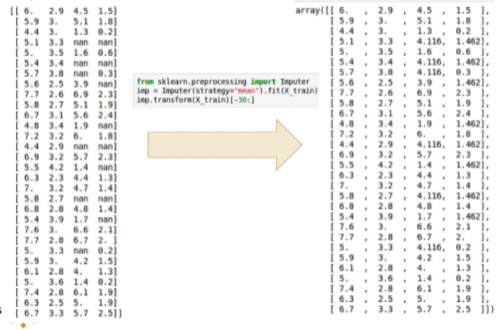 [[ 6. 2.9 4.5 1.5]
[ 5.9 3. 5.1 1.8]
[ 4.4 3. 1.3 0.2]
[ 5.1 3.3 nan nan]
[ 5. 3.5 1.6 0.6]
[ 5.4 3.4 nan nan]
[ 5.7 3.8 nan 0.3]
[ 5.6 2.5 3.9 nan]
[ 7.7 2.6 6.9 2.3]
[ 5.8 2.7 5.1 1.9]
[ 6.7 3.1 5.6 2.4]
[ 4.8 3.4 1.9 nan]
[ 7.2 3.2 6. 1.8]
[ 4.4 2.9 nan nan]
[ 6.9 3.2 5.7 2.3]
[ 5.5 4.2 1.4 nan]
[ 6.3 2.3 4.4 1.3]
[ 7. 3.2 4.7 1.4]
[ 5.8 2.7 nan nan]
[ 6.8 2.8 4.8 1.4]
[ 5.4 3.9 1.7 nan]
[ 7.6 3. 6.6 2.1]
[ 7.7 2.8 6.7 2. ]
[ 5. 3.3 nan 0.2]
[ 5.9 3. 4.2 1.5]
[ 6.1 2.8 4. 1.3]
[ 5. 3.6 1.4 0.2]
[ 7.4 2.8 6.1 1.9]
[ 6.3 2.5 5. 1.9]
[ 6.7 3.3 5.7 2.5]]
from sklearn.preprocessing import Imputer
imp = Imputer(strategy="mean").fit(X_train)
imp.transform(X_train)[-30:]
array([[ 6. , 2.9 , 4.5 , 1.5 ],
[ 5.9 , 3. , 5.1 , 1.8 ],
[ 4.4 , 3. , 1.3 , 0.2 ],
[ 5.1 , 3.3 , 4.116, 1.462],
[ 5. , 3.5 , 1.6 , 0.6 ],
[ 5.4 , 3.4 , 4.116, 1.462],
[ 5.7 , 3.8 , 4.116, 0.3 ],
[ 5.6 , 2.5 , 3.9 , 1.462],
[ 7.7 , 2.6 , 6.9 , 2.3 ],
[ 5.8 , 2.7 , 5.1 , 1.9 ],
[ 6.7 , 3.1 , 5.6 , 2.4 ],
[ 4.8 , 3.4 , 1.9 , 1.462],
[ 7.2 , 3.2 , 6. , 1.8 ],
[ 4.4 , 2.9 , 4.116, 1.462],
[ 6.9 , 3.2 , 5.7 , 2.3 ],
[ 5.5 , 4.2 , 1.4 , 1.462],
[ 6.3 , 2.3 , 4.4 , 1.3 ],
[ 7. , 3.2 , 4.7 , 1.4 ],
[ 5.8 , 2.7 , 4.116, 1.462],
[ 6.8 , 2.8 , 4.8 , 1.4 ],
[ 5.4 , 3.9 , 1.7 , 1.462],
[ 7.6 , 3. , 6.6 , 2.1 ],
[ 7.7 , 2.8 , 6.7 , 2. ],
[ 5. , 3.3 , 4.116, 0.2 ],
[ 5.9 , 3. , 4.2 , 1.5 ],
[ 6.1 , 2.8 , 4. , 1.3 ],
[ 5. , 3.6 , 1.4 , 0.2 ],
[ 7.4 , 2.8 , 6.1 , 1.9 ],
[ 6.3 , 2.5 , 5. , 1.9 ],
[ 6.7 , 3.3 , 5.7 , 2.5 ]])